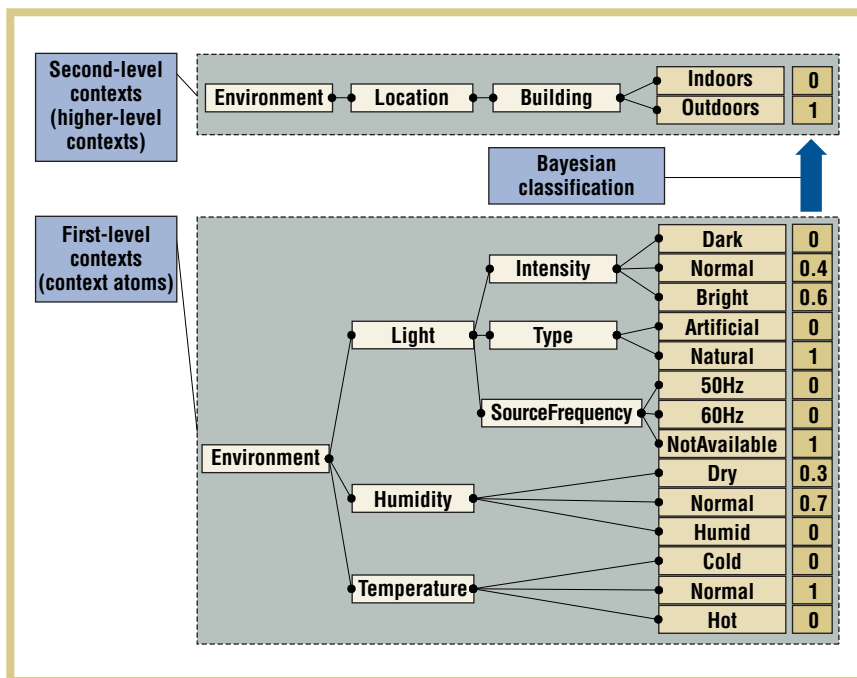 Second-level
contexts
(higher-level
contexts)
Environment
Location
Building
Indoors
0
Outdoors
1
Bayesian
classification
First-level
contexts
(context atoms)
Environment
Light
Intensity
Dark
0
Normal
0.4
Bright
0.6
Type
Artificial
0
Natural
1
SourceFrequency
50Hz
0
60Hz
0
NotAvailable
1
Humidity
Dry
0.3
Normal
0.7
Humid
0
Temperature
Cold
0
Normal
1
Hot
0